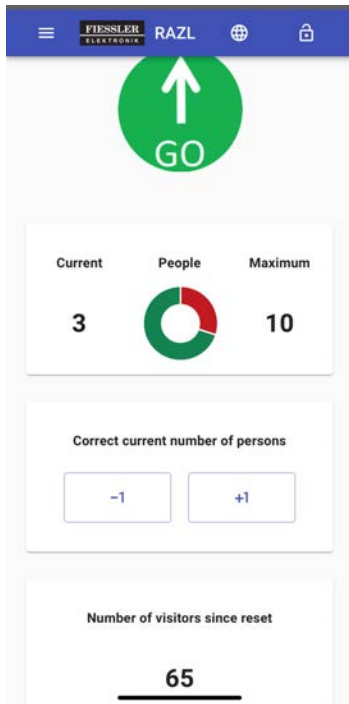 FIESSLER
ELEKTRONIK
RAZL
GO
Current People Maximum
3 10
Correct current number of persons
-1 +1
Number of visitors since reset
65